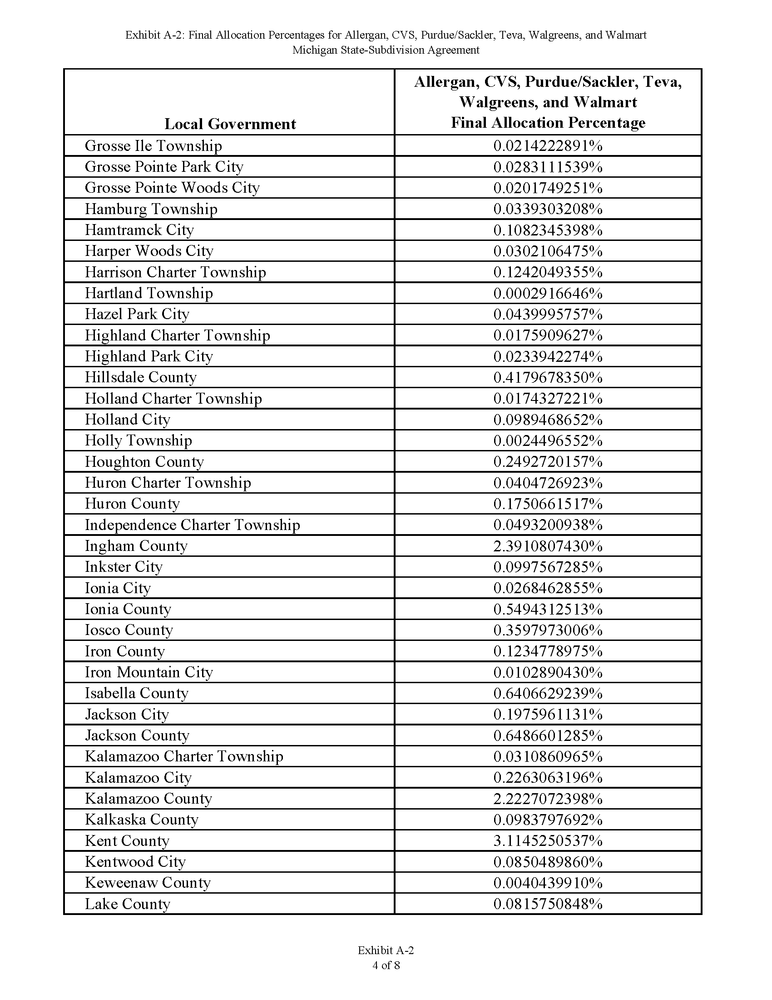 Exhibit A-2: Final Allocation Percentages for Allergan, CVS, Purdue/Sackler, Teva, Walgreens, and Walmart
Michigan State-Subdivision Agreement
Local Government
Allergan, CVS, Purdue/Sackler, Teva,
Walgreens, and Walmart
Final Allocation Percentage
Grosse Ile Township 0.0214222891%
Grosse Pointe Park City 0.0283111539%
Grosse Pointe Woods City 0.0201749251%
Hamburg Township 0.0339303208%
Hamtramck City 0.1082345398%
Harper Woods City 0.0302106475%
Harrison Charter Township 0.1242049355%
Hartland Township 0.0002916646%
Hazel Park City 0.0439995757%
Highland Charter Township 0.0175909627%
Highland Park City 0.0233942274%
Hillsdale County 0.4179678350%
Holland Charter Township 0.0174327221%
Holland City 0.0989468652%
Holly Township 0.0024496552%
Houghton County 0.2492720157%
Huron Charter Township 0.0404726923%
Huron County 0.1750661517%
Independence Charter Township 0.0493200938%
Ingham County 2.3910807430%
Inkster City 0.0997567285%
Ionia City 0.0268462855%
Ionia County 0.5494312513%
Iosco County 0.3597973006%
Iron County 0.1234778975%
Iron Mountain City 0.0102890430%
Isabella County 0.6406629239%
Jackson City 0.1975961131%
Jackson County 0.6486601285%
Kalamazoo Charter Township 0.0310860965%
Kalamazoo City 0.2263063196%
Kalamazoo County 2.2227072398%
Kalkaska County 0.0983797692%
Kent County 3.1145250537%
Kentwood City 0.0850489860%
Keweenaw County 0.0040439910%
Lake County 0.0815750848%
Exhibit A-2
4 of 8